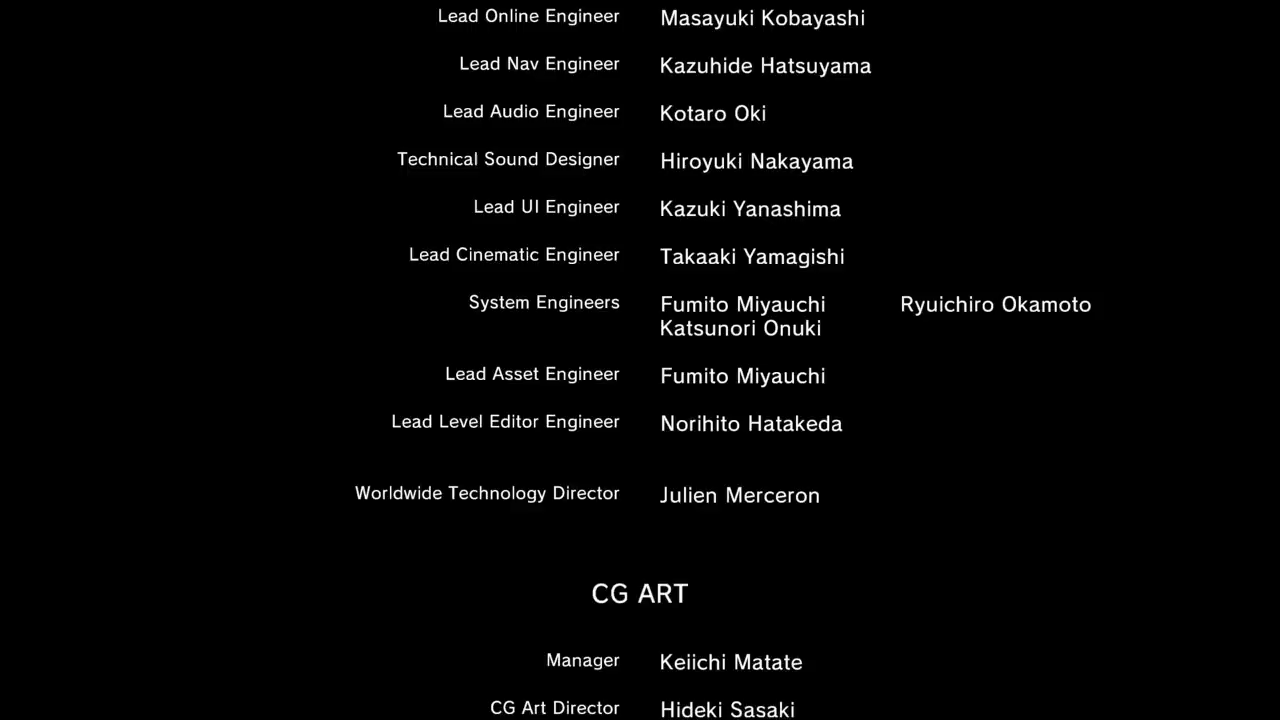 Lead Online Engineer Masayuki Kobayashi
Lead Nav Engineer Kazuhide Hatsuyama
Lead Audio Engineer Kotaro Oki
Technical Sound Designer Hiroyuki Nakayama
Lead UI Engineer Kazuki Yanashima
Lead Cinematic Engineer Takaaki Yamagishi
System Engineers Fumito Miyauchi Ryuichiro Okamoto
Katsunori Onuki
Lead Asset Engineer Fumito Miyauchi
Lead Level Editor Engineer Norihito Hatakeda
Worldwide Technology Director Julien Merceron
CG ART
Manager Keiichi Matate
CG Art Director Hideki Sasaki